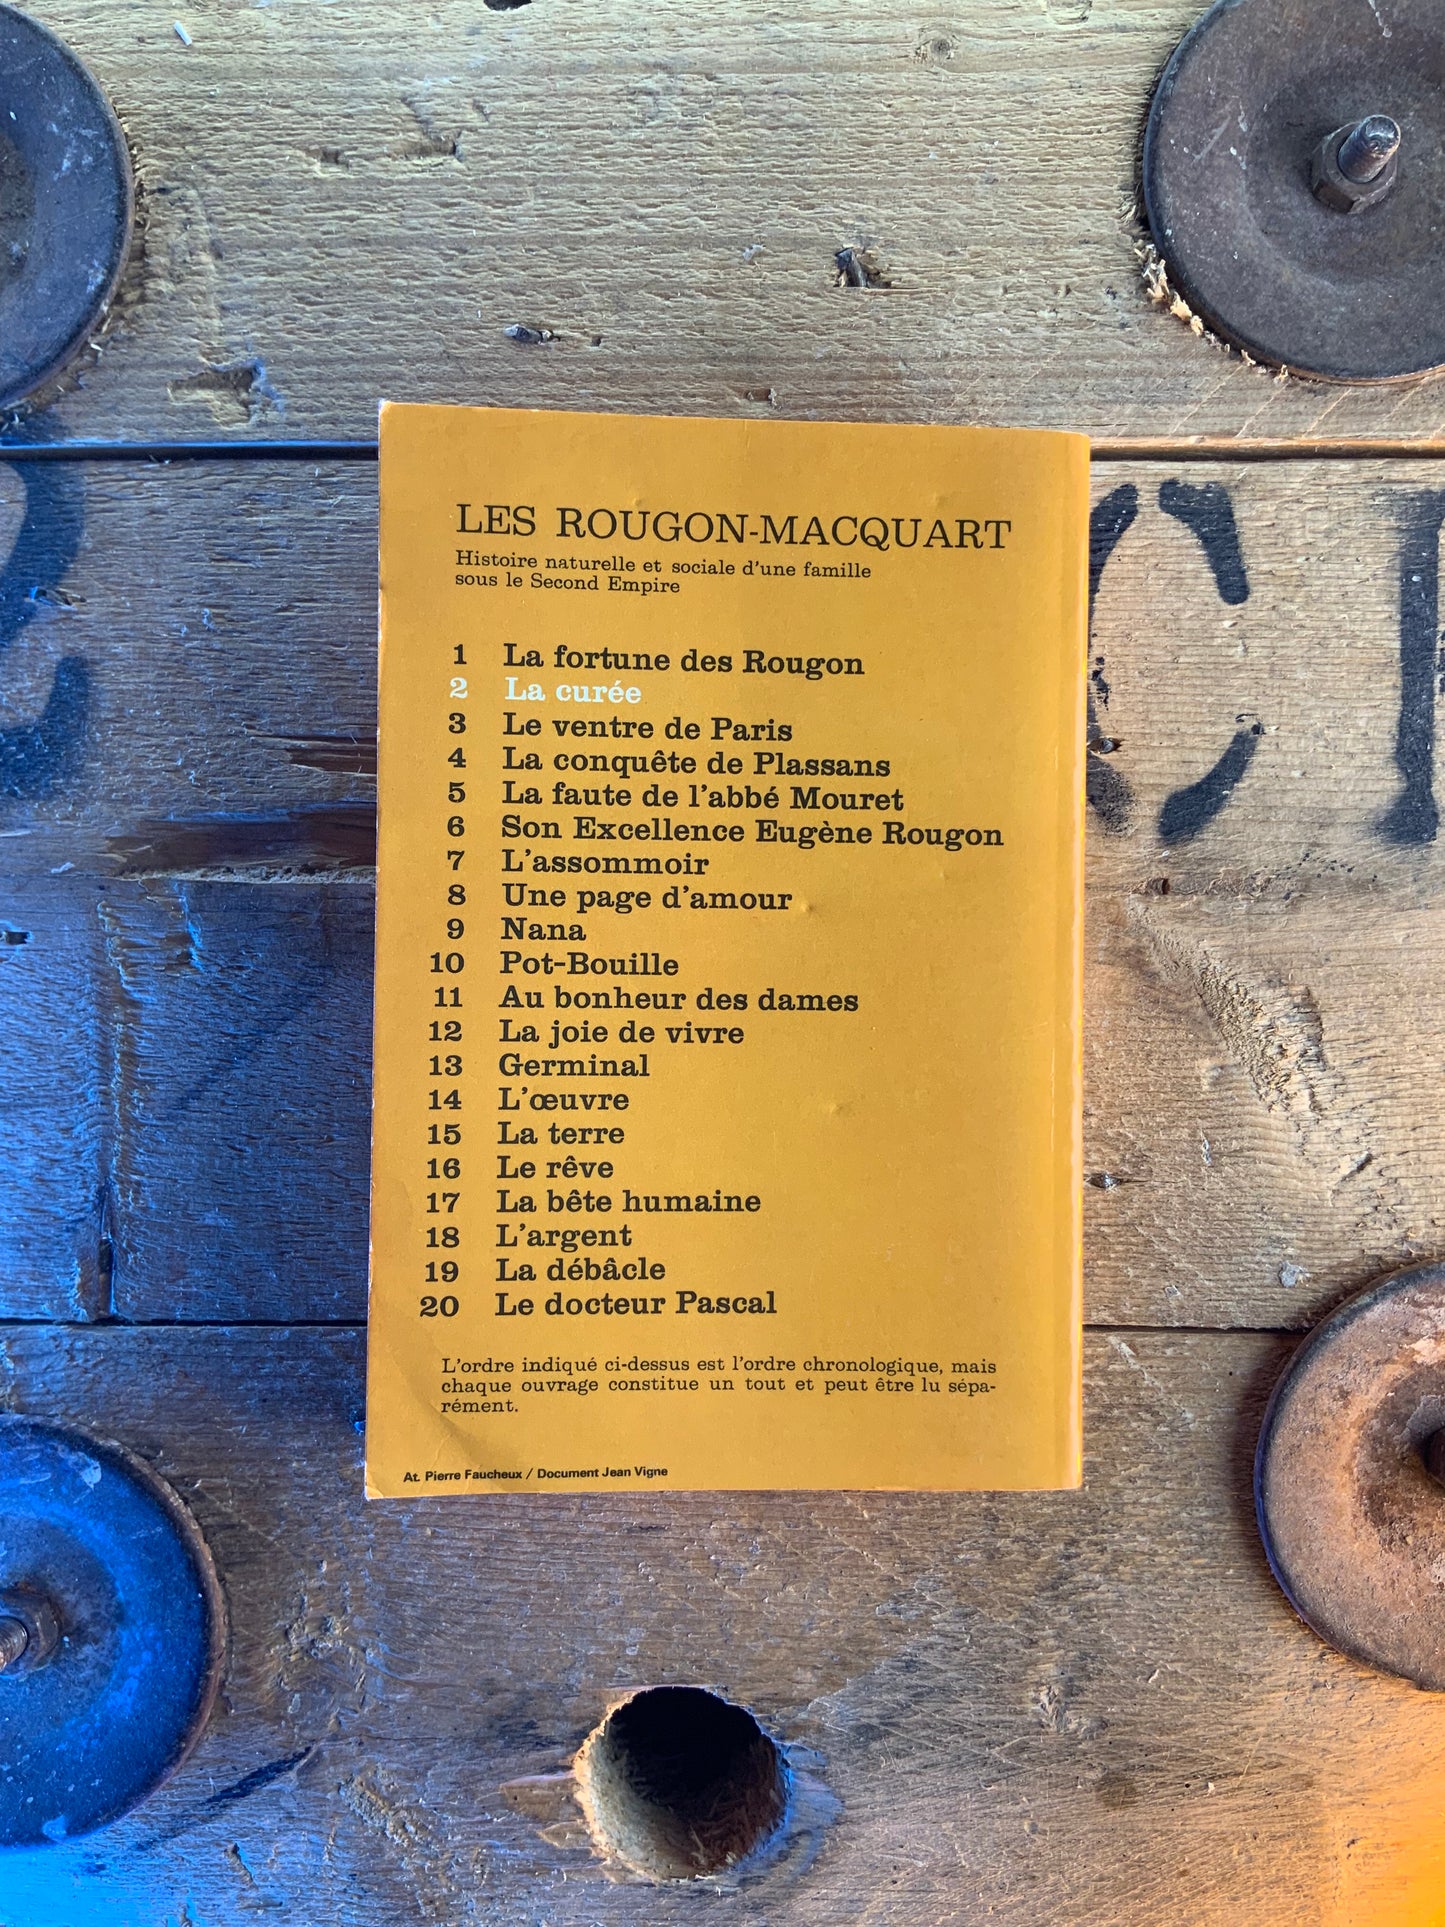 LES ROUGON-MACQUART
Histoire naturelle et sociale d'une famille
sous le Second Empire
1 La fortune des Rougon
2 La curée
3 Le ventre de Paris
4 La conquête de Plassans
5 La faute de l'abbé Mouret
6 Son Excellence Eugène Rougon
7 L'assommoir
8 Une page d'amour
9 Nana
10 Pot-Bouille
11 Au bonheur des dames
12 La joie de vivre
13 Germinal
14 L'œuvre
15 La terre
16 Le rêve
17 La bête humaine
18 L'argent
19 La débâcle
20 Le docteur Pascal
L'ordre indiqué ci-dessus est l'ordre chronologique, mais
chaque ouvrage constitue un tout et peut être lu sépa-
rément.
At. Pierre Faucheux / Document Jean Vigne